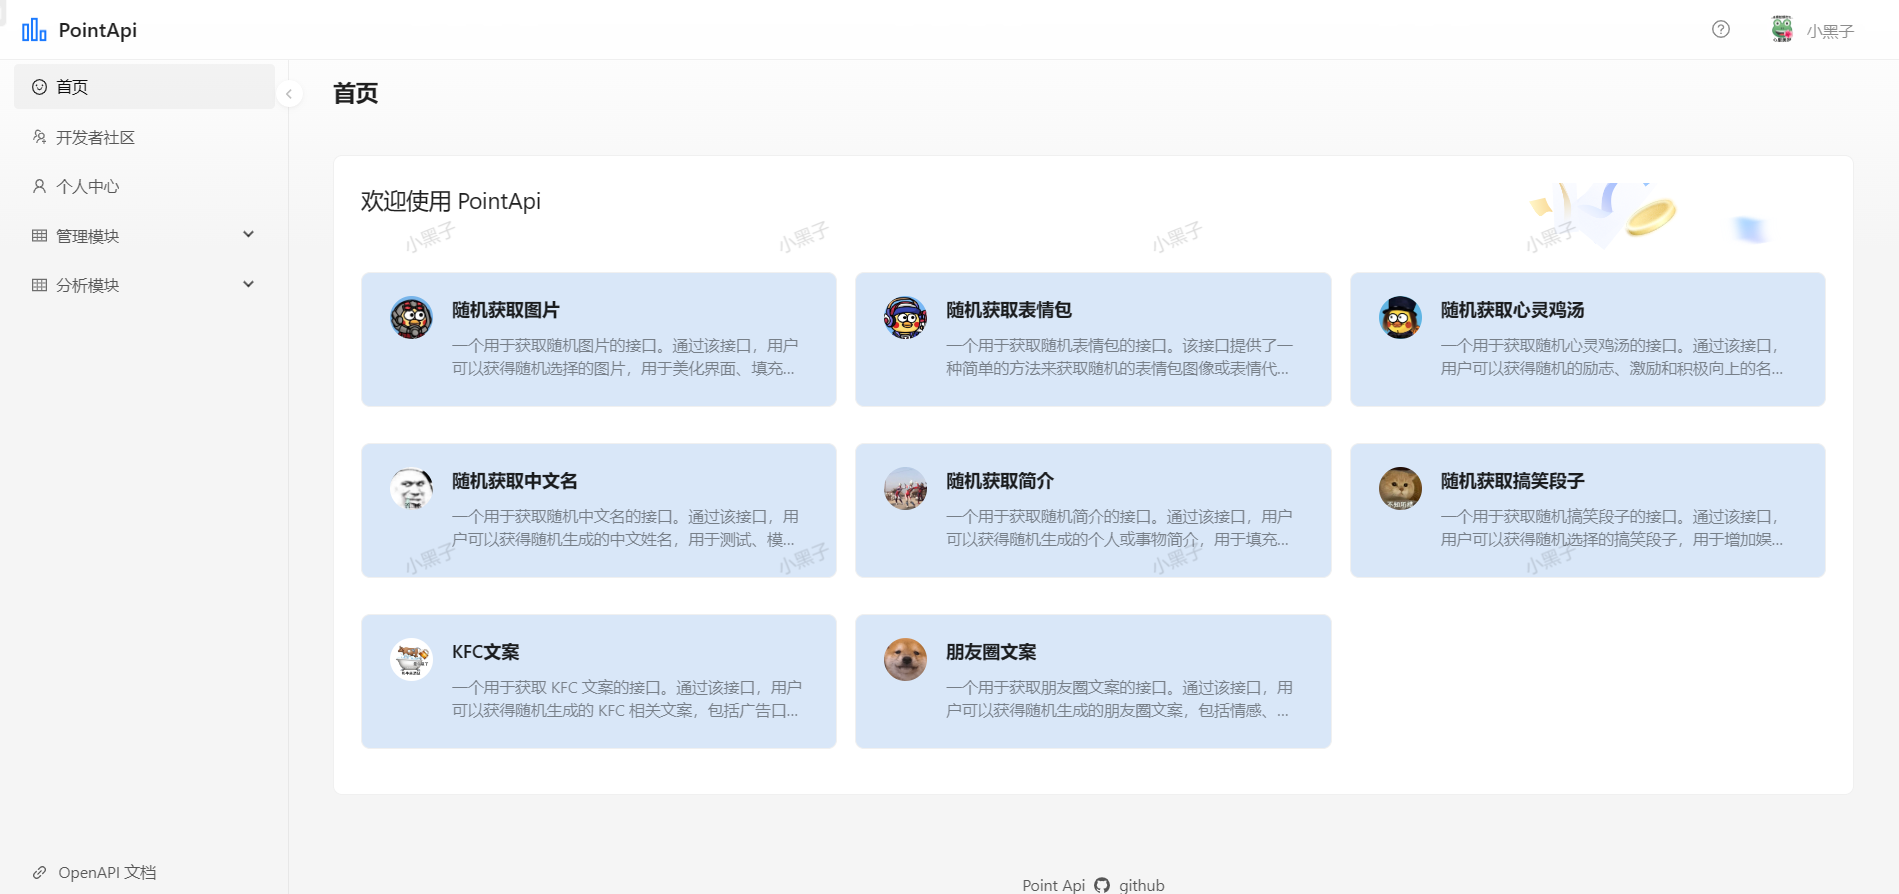 PointApi
小黑子
首页
开发者社区
个人中心
管理模块
分析模块
OpenAPI 文档
首页
欢迎使用 PointApi
小黑子
小黑子
小黑子
小黑子
随机获取图片
一个用于获取随机图片的接口。通过该接口，用户
可以获得随机选择的图片，用于美化界面、填充...
随机获取表情包
一个用于获取随机表情包的接口。该接口提供了一
种简单的方法来获取随机的表情包图像或表情代...
随机获取心灵鸡汤
一个用于获取随机心灵鸡汤的接口。通过该接口，
用户可以获得随机的励志、激励和积极向上的名...
随机获取中文名
一个用于获取随机中文名的接口。通过该接口，用
户可以获得随机生成的中文姓名，用于测试、模...
随机获取简介
一个用于获取随机简介的接口。通过该接口，用户
可以获得随机生成的个人或事物简介，用于填充...
随机获取搞笑段子
一个用于获取随机搞笑段子的接口。通过该接口，
用户可以获得随机选择的搞笑段子，用于增加娱...
小黑子
小黑子
小黑子
小黑子
KFC文案
一个用于获取 KFC 文案的接口。通过该接口，用户
可以获得随机生成的 KFC 相关文案，包括广告口...
朋友圈文案
一个用于获取朋友圈文案的接口。通过该接口，用
户可以获得随机生成的朋友圈文案，包括情感、...
Point Api github